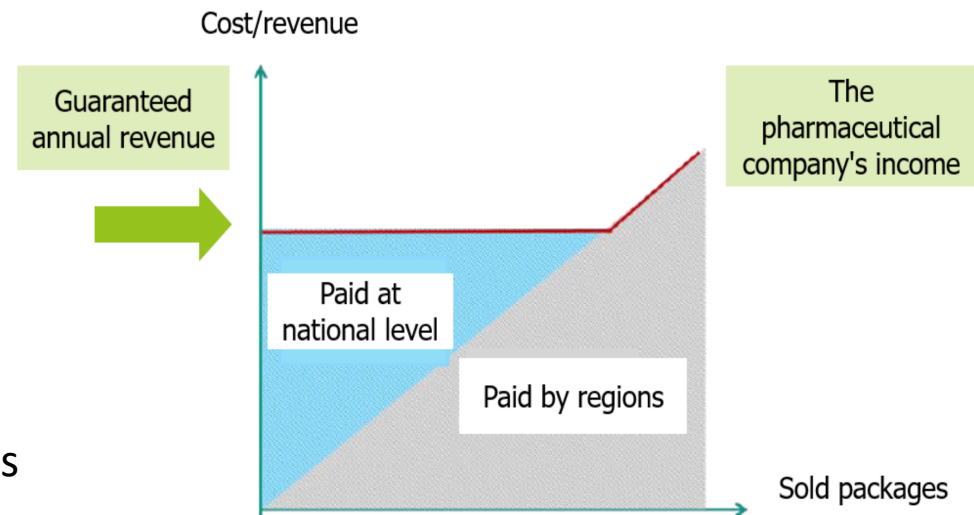 Cost/revenue
Guaranteed
annual revenue
The
pharmaceutical
company's income
Paid at
national level
Paid by regions
s
Sold packages